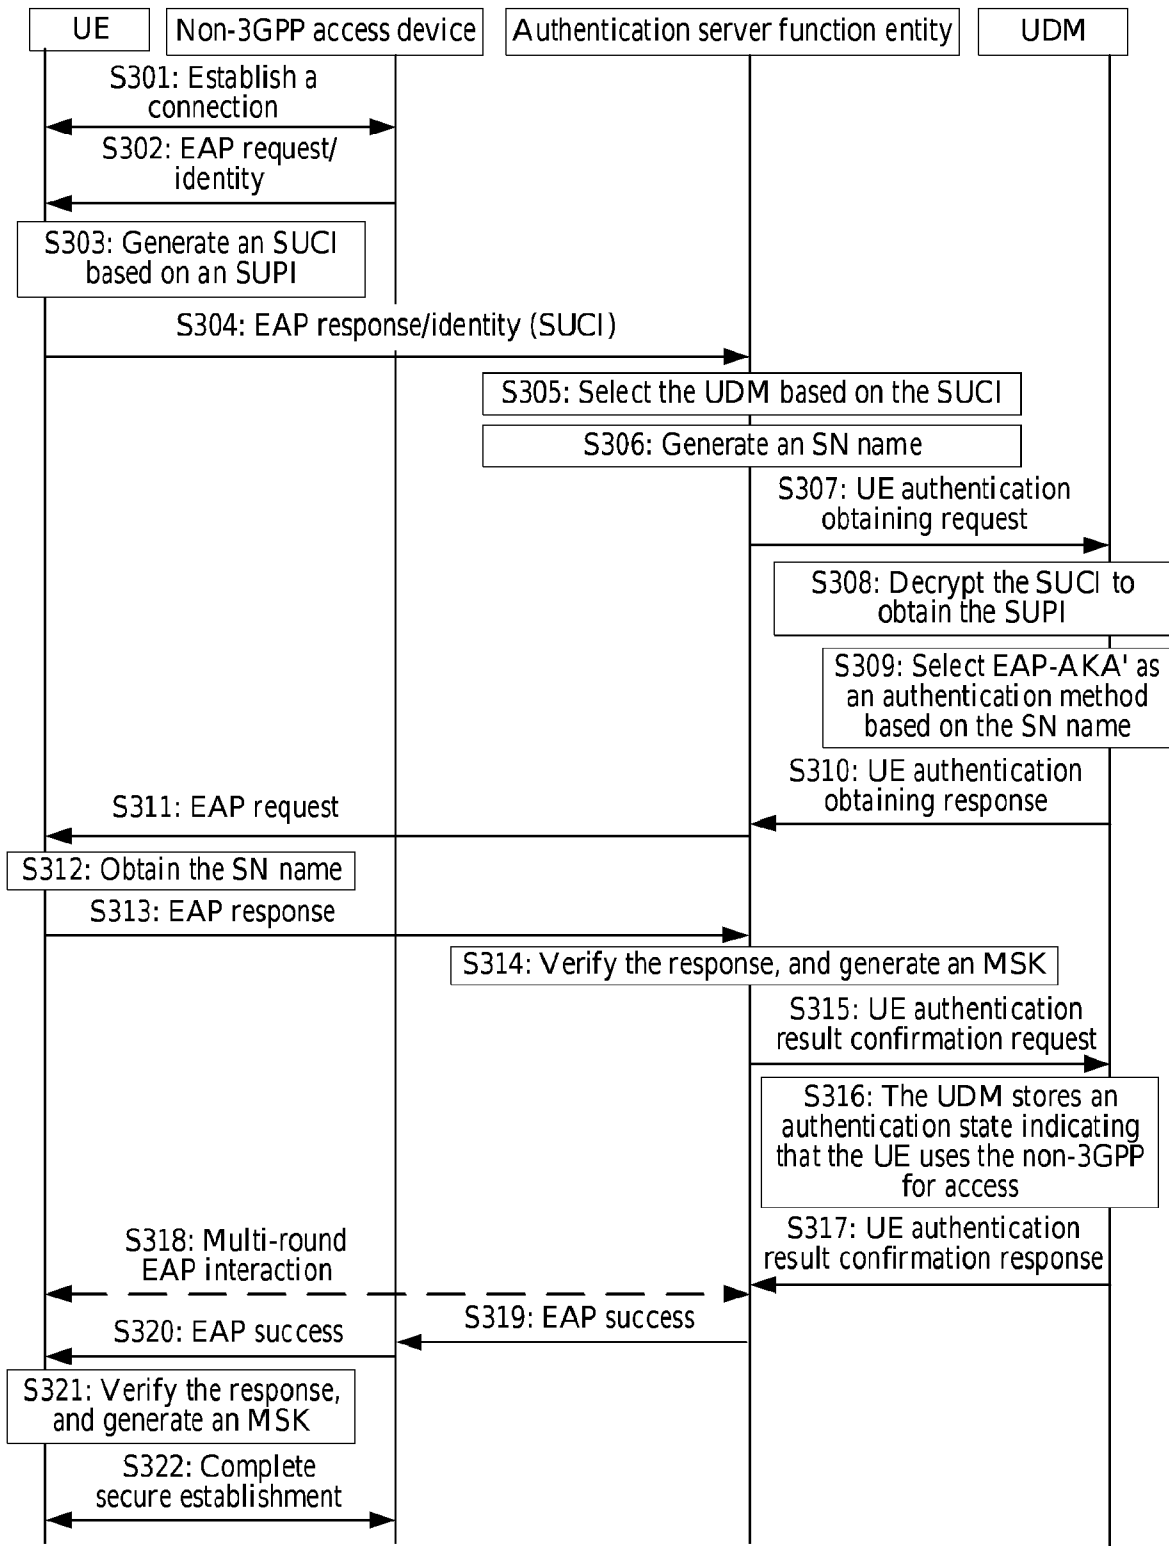 UE
Non-3GPP access device
Authentication server function entity
UDM
S301: Establish a
connection
S302: EAP request/
identity
S303: Generate an SUCI
based on an SUPI
S304: EAP response/identity (SUCI)
S305: Select the UDM based on the SUCI
S306: Generate an SN name
S307: UE authentication
obtaining request
S308: Decrypt the SUCI to
obtain the SUPI
S309: Select EAP-AKA' as
an authentication method
based on the SN name
S310: UE authentication
obtaining response
S311: EAP request
S312: Obtain the SN name
S313: EAP response
S314: Verify the response, and generate an MSK
S315: UE authentication
result confirmation request
S316: The UDM stores an
authentication state indicating
that the UE uses the non-3GPP
for access
S317: UE authentication
result confirmation response
S318: Multi-round
EAP interaction
S319: EAP success
S320: EAP success
S321: Verify the response,
and generate an MSK
S322: Complete
secure establishment